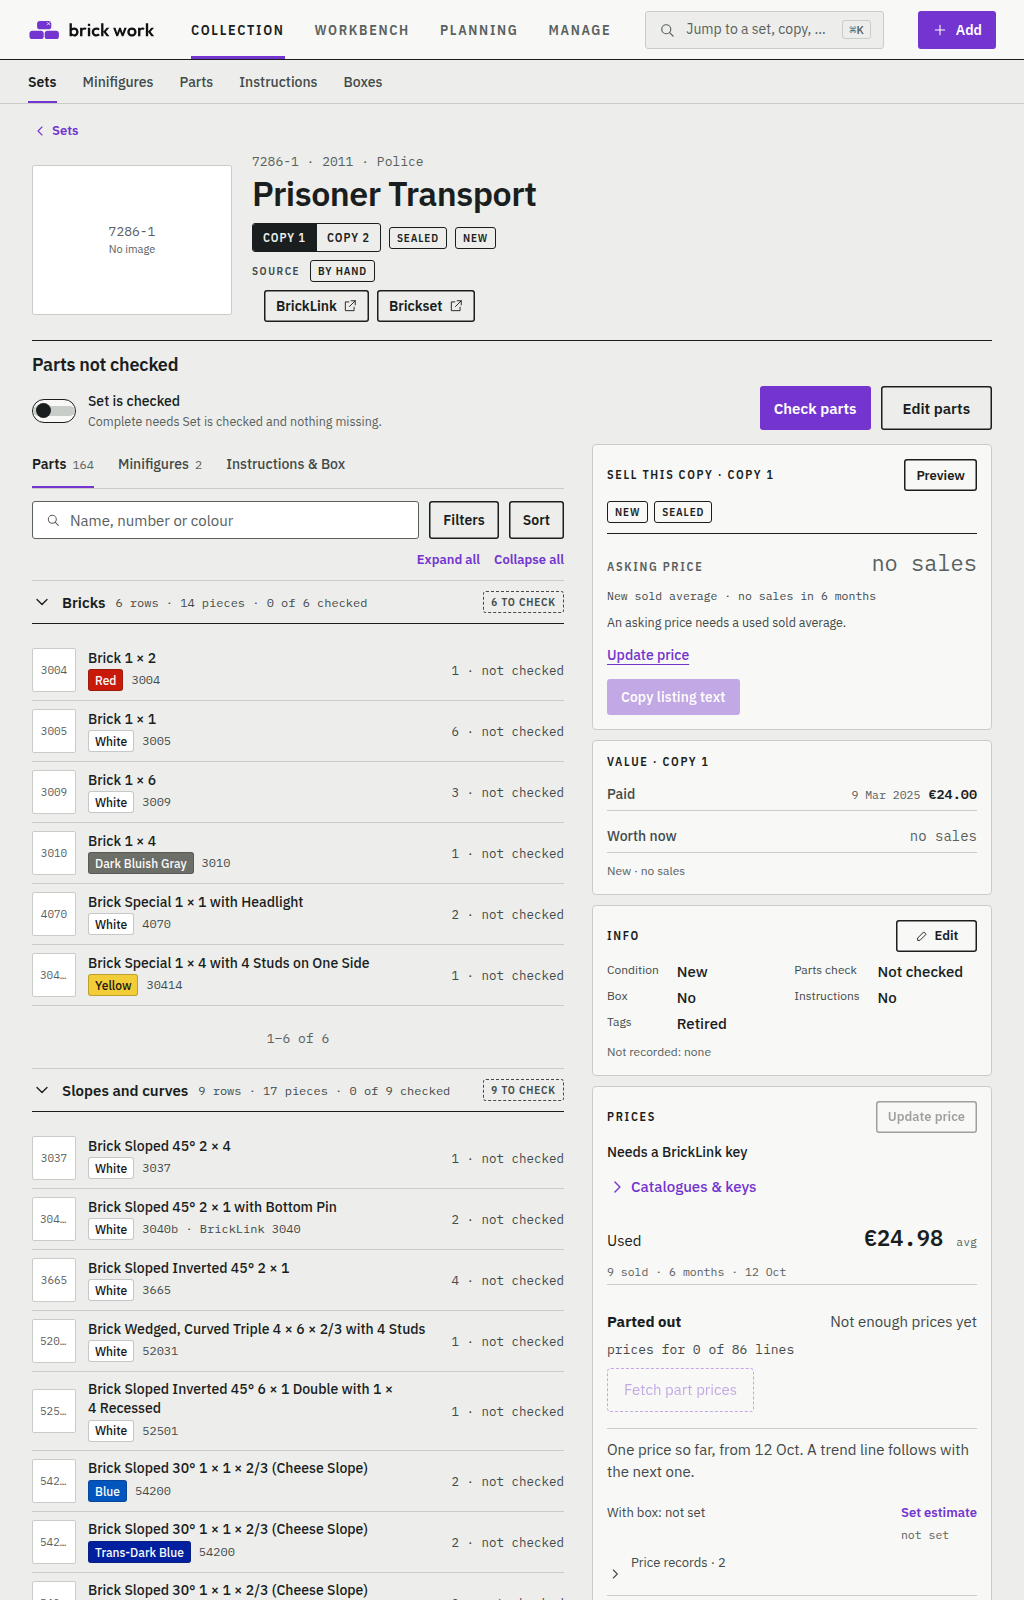 brick work
COLLECTION WORKBENCH PLANNING MANAGE
Jump to a set, copy, ... ⌘K
Add
Sets Minifigures Parts Instructions Boxes
Sets
7286-1
No image
7286-1 · 2011 · Police
Prisoner Transport
COPY 1 COPY 2 SEALED NEW
SOURCE BY HAND
BrickLink Brickset
Parts not checked
Set is checked
Complete needs Set is checked and nothing missing.
Check parts Edit parts
Parts 164 Minifigures 2 Instructions & Box
Name, number or colour
Filters Sort
Expand all Collapse all
Bricks 6 rows · 14 pieces · 0 of 6 checked 6 TO CHECK
3004
Brick 1 × 2
Red 3004
1 · not checked
3005
Brick 1 × 1
White 3005
6 · not checked
3009
Brick 1 × 6
White 3009
3 · not checked
3010
Brick 1 × 4
Dark Bluish Gray 3010
1 · not checked
4070
Brick Special 1 × 1 with Headlight
White 4070
2 · not checked
304…
Brick Special 1 × 4 with 4 Studs on One Side
Yellow 30414
1 · not checked
1–6 of 6
Slopes and curves 9 rows · 17 pieces · 0 of 9 checked 9 TO CHECK
3037
Brick Sloped 45° 2 × 4
White 3037
1 · not checked
304…
Brick Sloped 45° 2 × 1 with Bottom Pin
White 3040b · BrickLink 3040
2 · not checked
3665
Brick Sloped Inverted 45° 2 × 1
White 3665
4 · not checked
520…
Brick Wedged, Curved Triple 4 × 6 × 2/3 with 4 Studs
White 52031
1 · not checked
525…
Brick Sloped Inverted 45° 6 × 1 Double with 1 ×
4 Recessed
White 52501
1 · not checked
542…
Brick Sloped 30° 1 × 1 × 2/3 (Cheese Slope)
Blue 54200
2 · not checked
542…
Brick Sloped 30° 1 × 1 × 2/3 (Cheese Slope)
Trans-Dark Blue 54200
2 · not checked
Brick Sloped 30° 1 × 1 × 2/3 (Cheese Slope)
SELL THIS COPY · COPY 1 Preview
NEW SEALED
ASKING PRICE no sales
New sold average · no sales in 6 months
An asking price needs a used sold average.
Update price
Copy listing text
VALUE · COPY 1
Paid 9 Mar 2025 €24.00
Worth now no sales
New · no sales
INFO Edit
Condition New Parts check Not checked
Box No Instructions No
Tags Retired
Not recorded: none
PRICES Update price
Needs a BrickLink key
Catalogues & keys
Used €24.98 avg
9 sold · 6 months · 12 Oct
Parted out Not enough prices yet
prices for 0 of 86 lines
Fetch part prices
One price so far, from 12 Oct. A trend line follows with
the next one.
With box: not set Set estimate
not set
Price records · 2